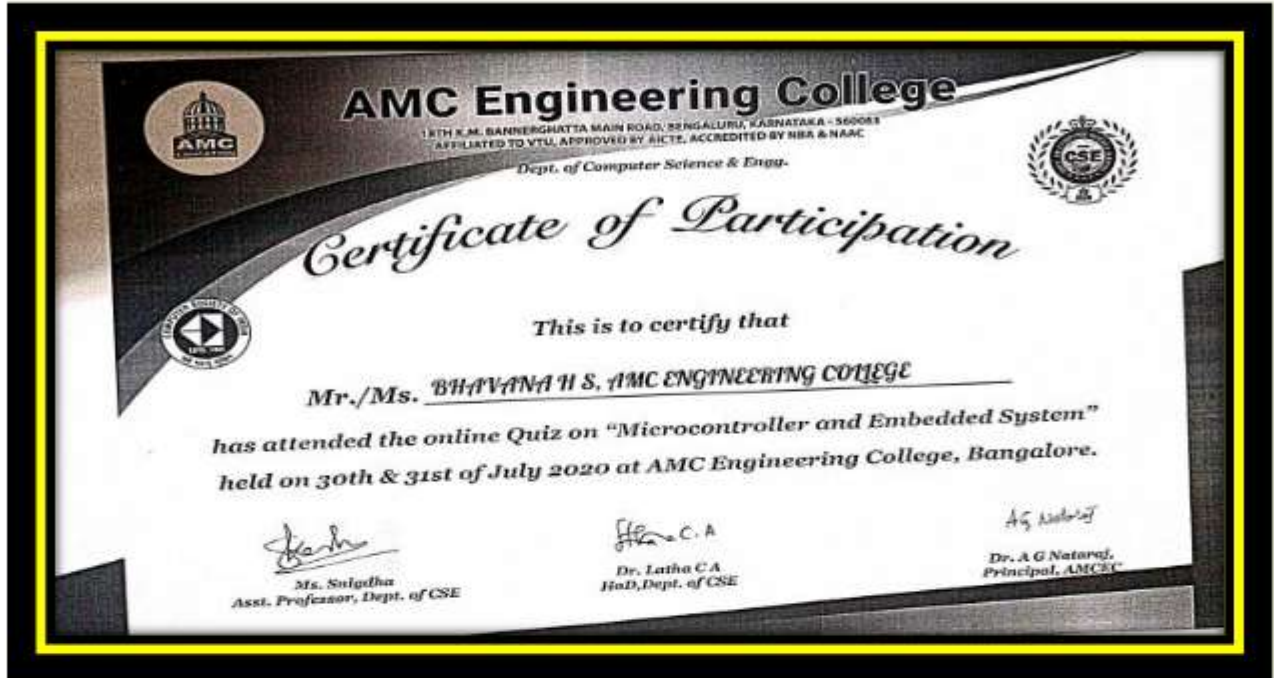 AMC Engineering College
18TH K.M. BANNERGHATTA MAIN ROAD, BENGALURU, KARNATAKA - 560083
AFFILIATED TO VTU, APPROVED BY AICTE, ACCREDITED BY NBA & NAAC
Dept. of Computer Science & Engg.
AMC
CSE
Certificate of Participation
COMPUTER SOCIETY OF INDIA
This is to certify that
Mr./Ms. BHAVANA H S, AMC ENGINEERING COLLEGE
has attended the online Quiz on “Microcontroller and Embedded System”
held on 30th & 31st of July 2020 at AMC Engineering College, Bangalore.
C. A
AG Nataraj
Ms. Snigdha
Asst. Professor, Dept. of CSE
Dr. Latha C A
HoD,Dept. of CSE
Dr. A G Nataraj,
Principal, AMCEC